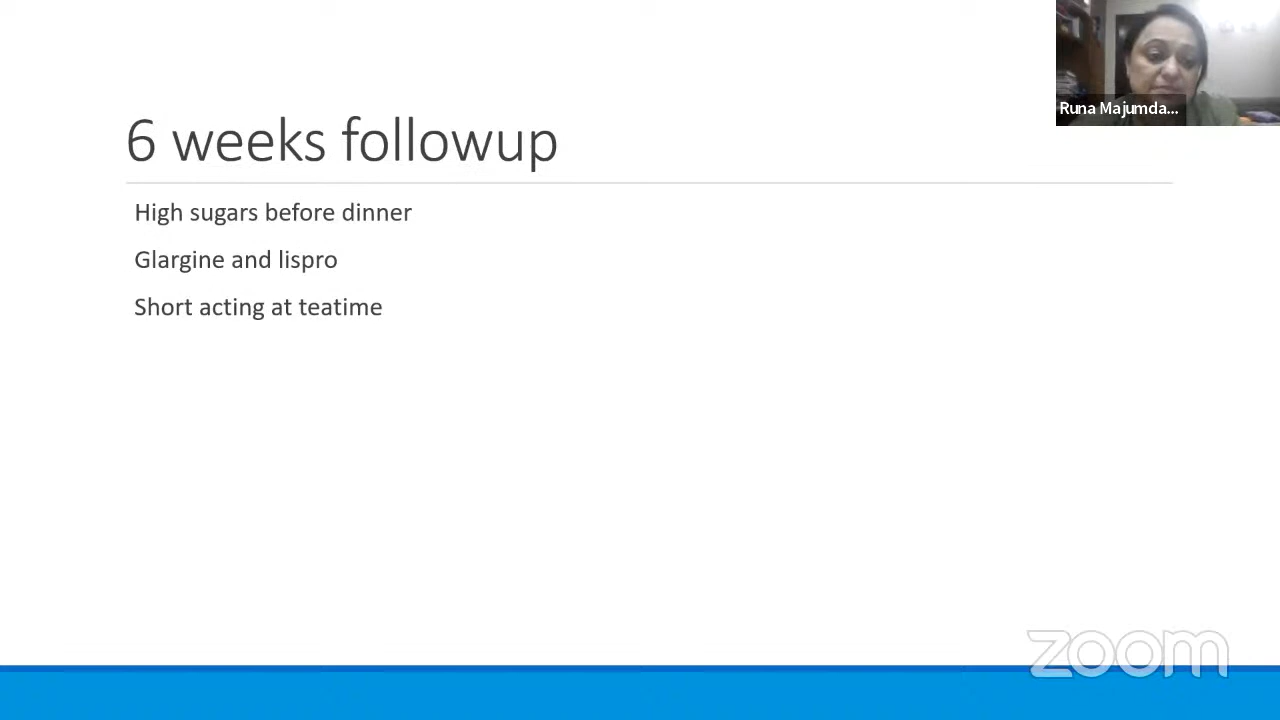 Runa Majumda...
6 weeks followup
High sugars before dinner
Glargine and lispro
Short acting at teatime
zoom